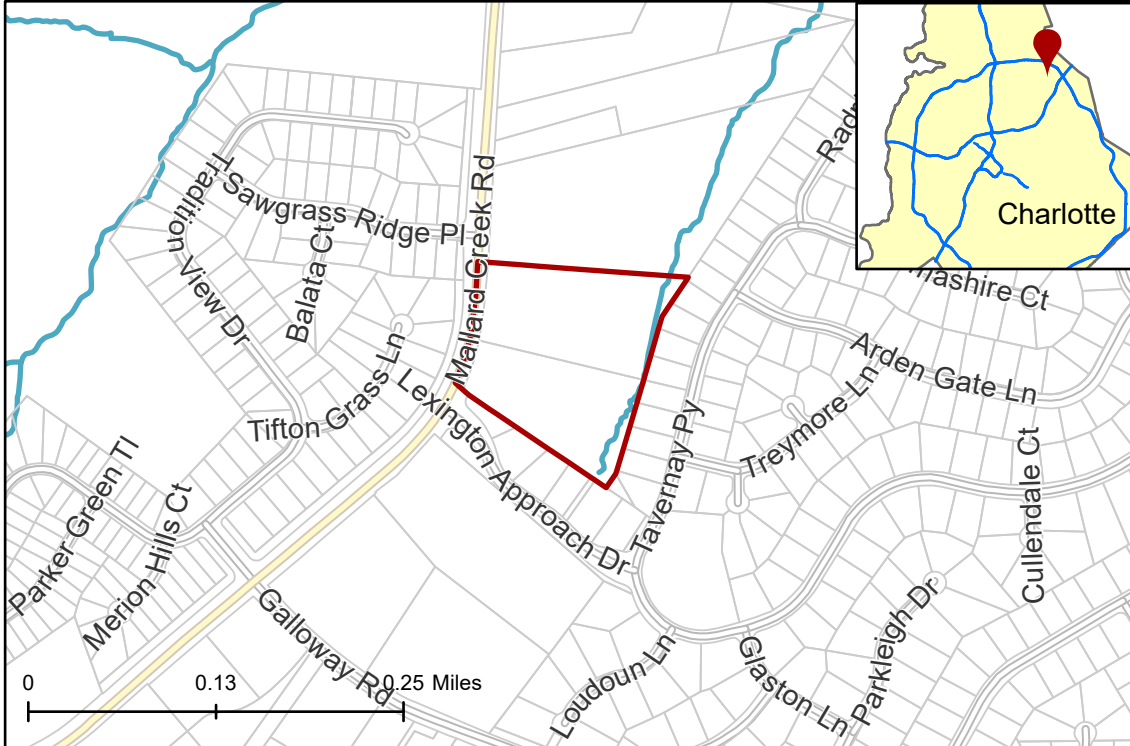 Mallard Creek Rd
Radn
Charlotte
Sawgrass Ridge Pl
Tradition View Dr
Balata Ct
mashire Ct
Tifton Grass Ln
Lexington Approach Dr
Arden Gate Ln
Treymore Ln
Tavernay Py
Cullendale Ct
Parker Green Tl
Merion Hills Ct
Galloway Rd
Loudoun Ln
Glaston Ln
Parkleigh Dr
0 0.13 0.25 Miles